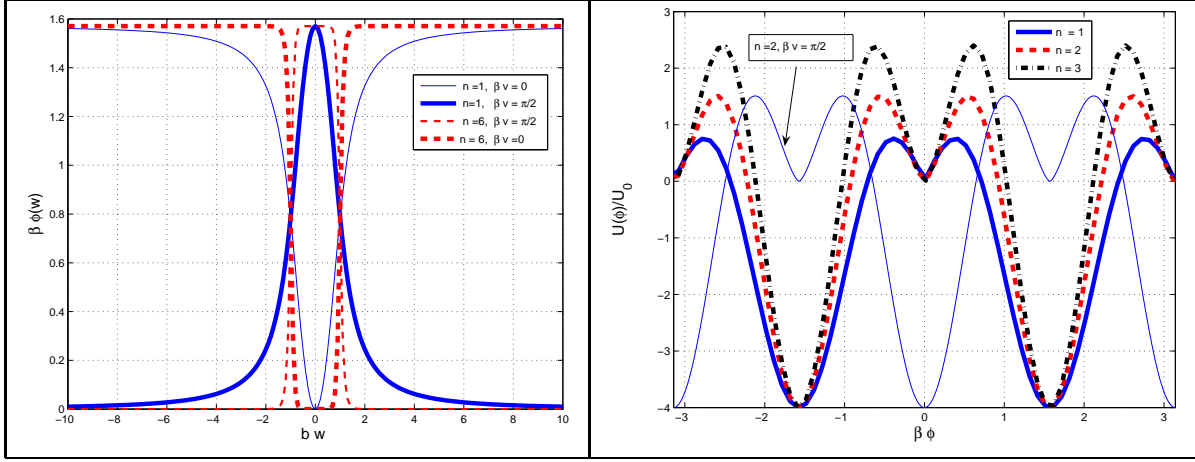 1.6
1.4
1.2
1
0.8
0.6
0.4
0.2
0
β ϕ(w)
n =1, β v = 0
n=1, β v = π/2
n =6, β v = π/2
n = 6, β v =0
−10 −8 −6 −4 −2 0 2 4 6 8 10
b w
3
2
1
0
−1
−2
−3
−4
U(ϕ)/U0
n =2, β v = π/2
n = 1
n = 2
n = 3
−3 −2 −1 0 1 2 3
β ϕ